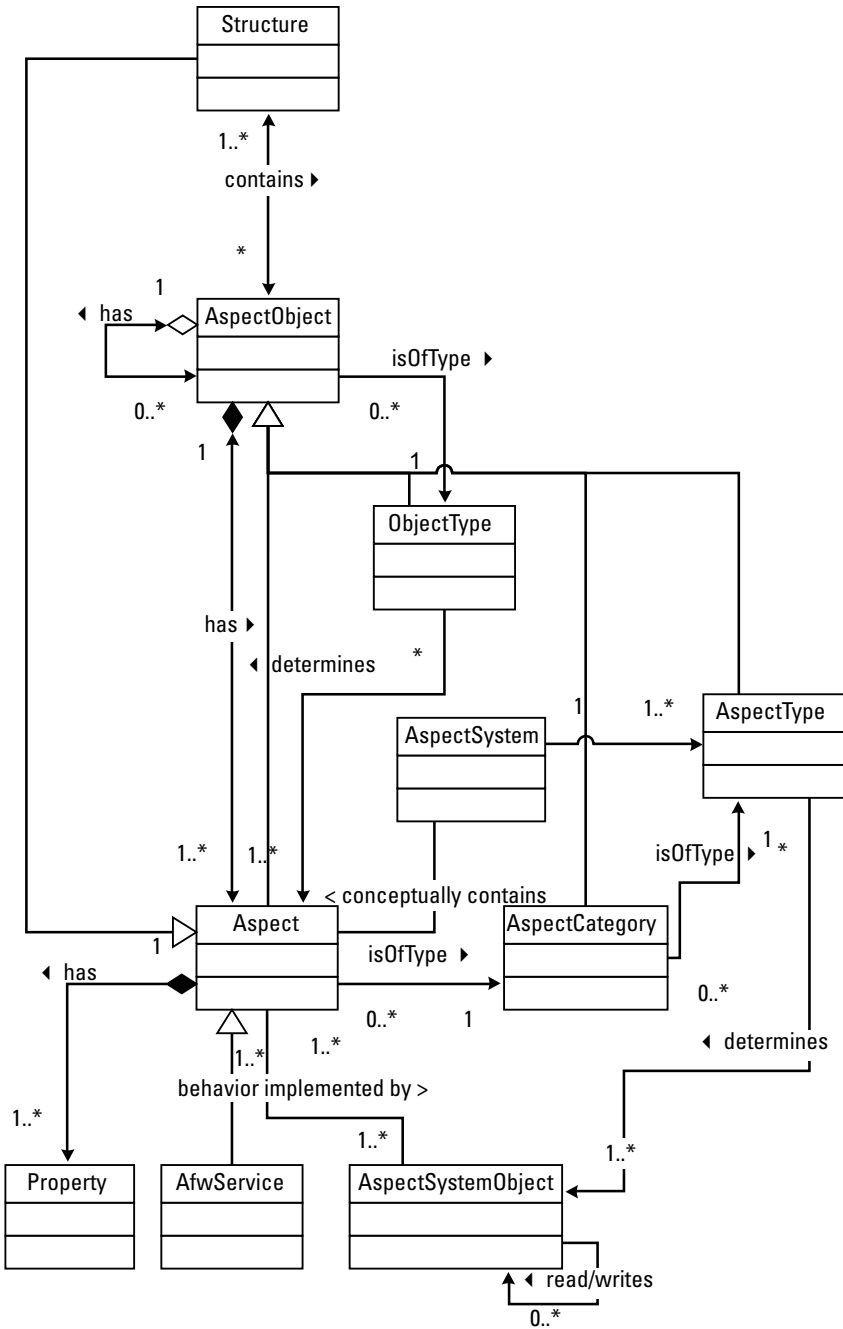 Structure
1..*
contains ▶
*
1
◀ has
AspectObject
isOfType ▶
0..*
0..*
1
1
ObjectType
has ▶
◀ determines
*
1
1..*
AspectType
AspectSystem
1..*
1..*
isOfType ▶
1
*
< conceptually contains
Aspect
AspectCategory
1
isOfType ▶
◀ has
0..*
1
0..*
1..*
1..*
◀ determines
behavior implemented by >
1..*
1..*
1..*
Property
AfwService
AspectSystemObject
◀ read/writes
0..*